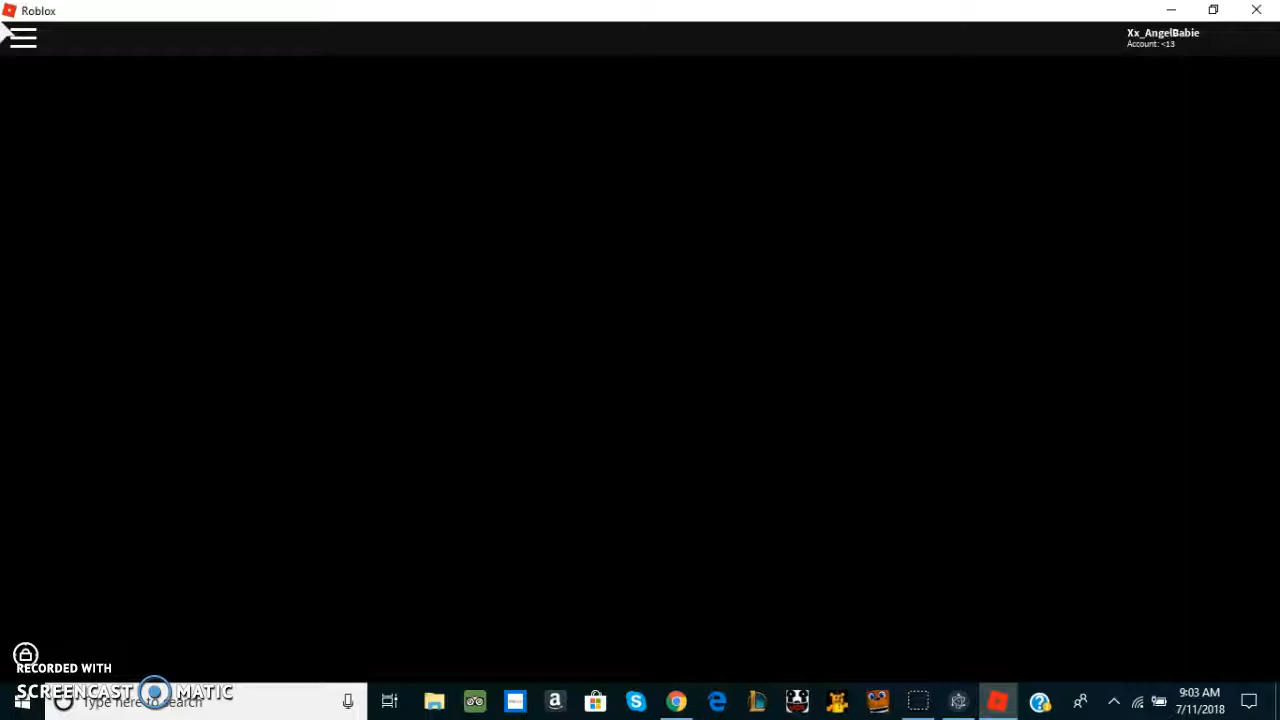 Roblox
Xx_AngelBabie
Account: <13
RECORDED WITH
SCREENCAST MATIC
Type here to search
9:03 AM
7/11/2018